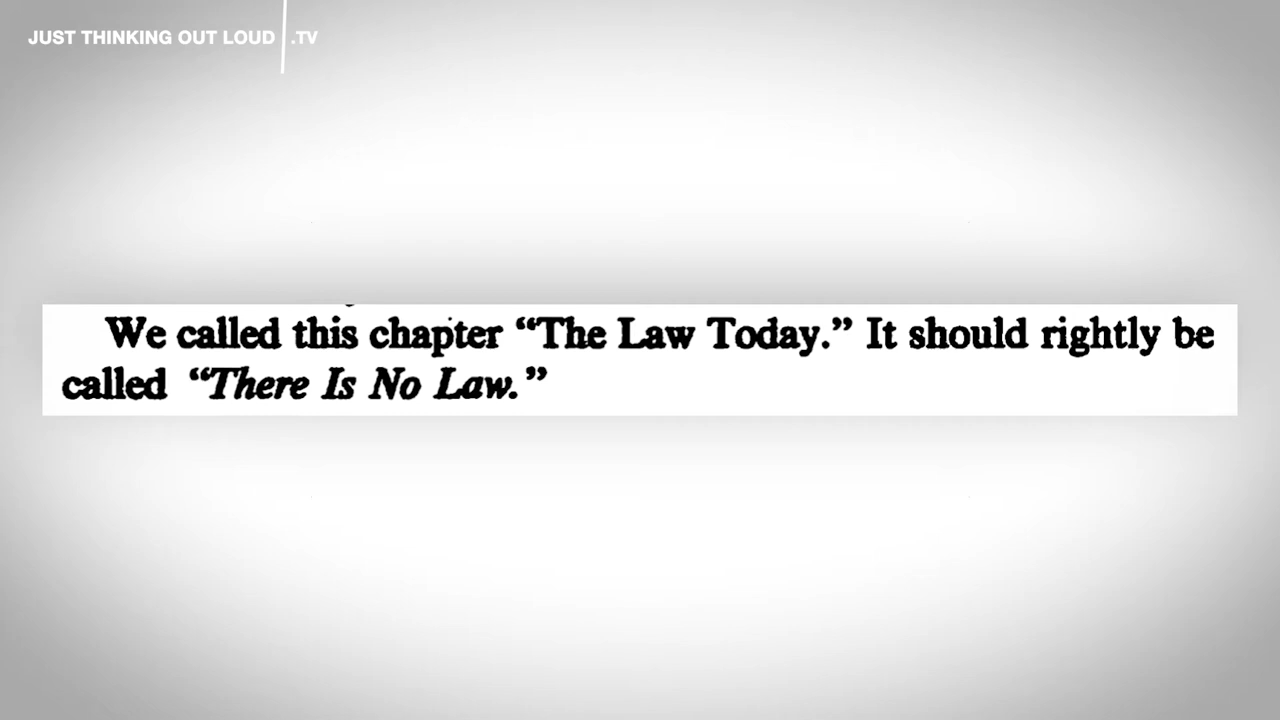 JUST THINKING OUT LOUD .TV
We called this chapter “The Law Today.” It should rightly be
called “There Is No Law.”